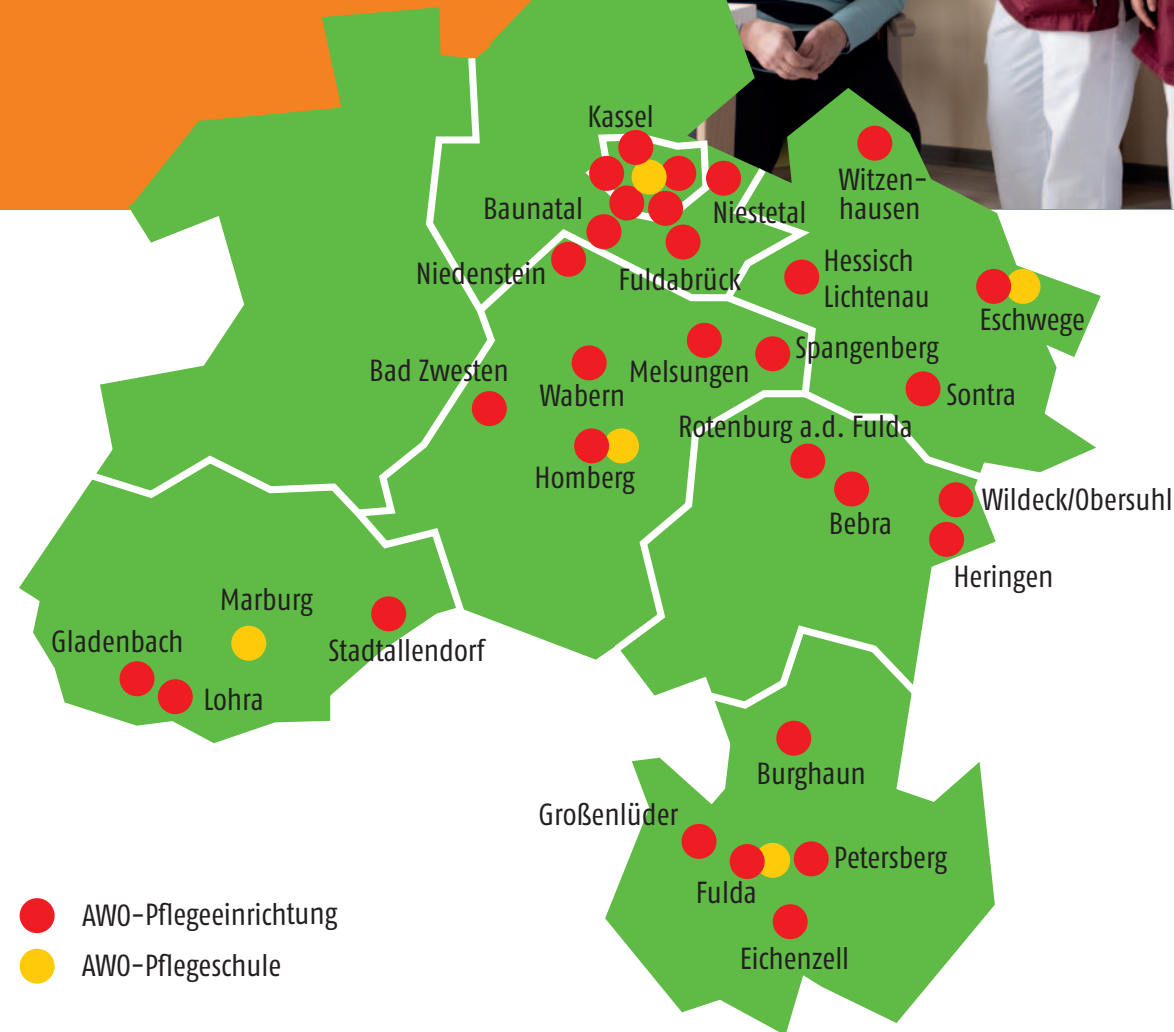 Kassel
Baunatal
Niestetal
Witzen-
hausen
Niedenstein
Fuldabrück
Hessisch
Lichtenau
Eschwege
Bad Zwesten
Wabern
Melsungen
Spangenberg
Sontra
Rotenburg a.d. Fulda
Homberg
Bebra
Wildeck/Obersuhl
Heringen
Marburg
Gladenbach
Lohra
Stadtallendorf
Burghaun
Großenlüder
Petersberg
Fulda
Eichenzell
AWO-Pflegeeinrichtung
AWO-Pflegeschule